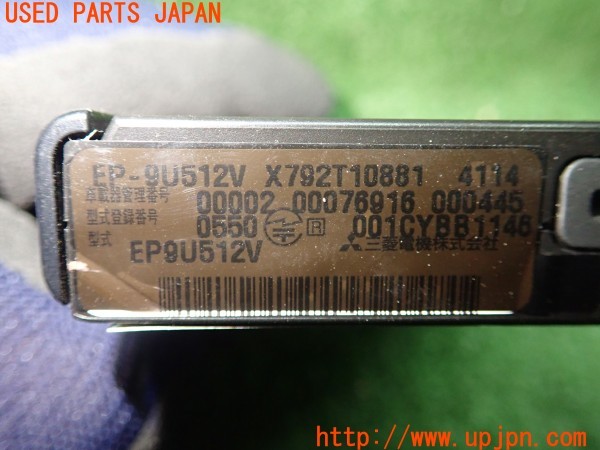 USED PARTS JAPAN
EP-9U512V X792T10881 4114
車載器管理番号 00002 00076916 000445
型式登録番号 0550 R 001CYBB1146
型式 EP9U512V 三菱電機株式会社
http://www.upjpn.com/